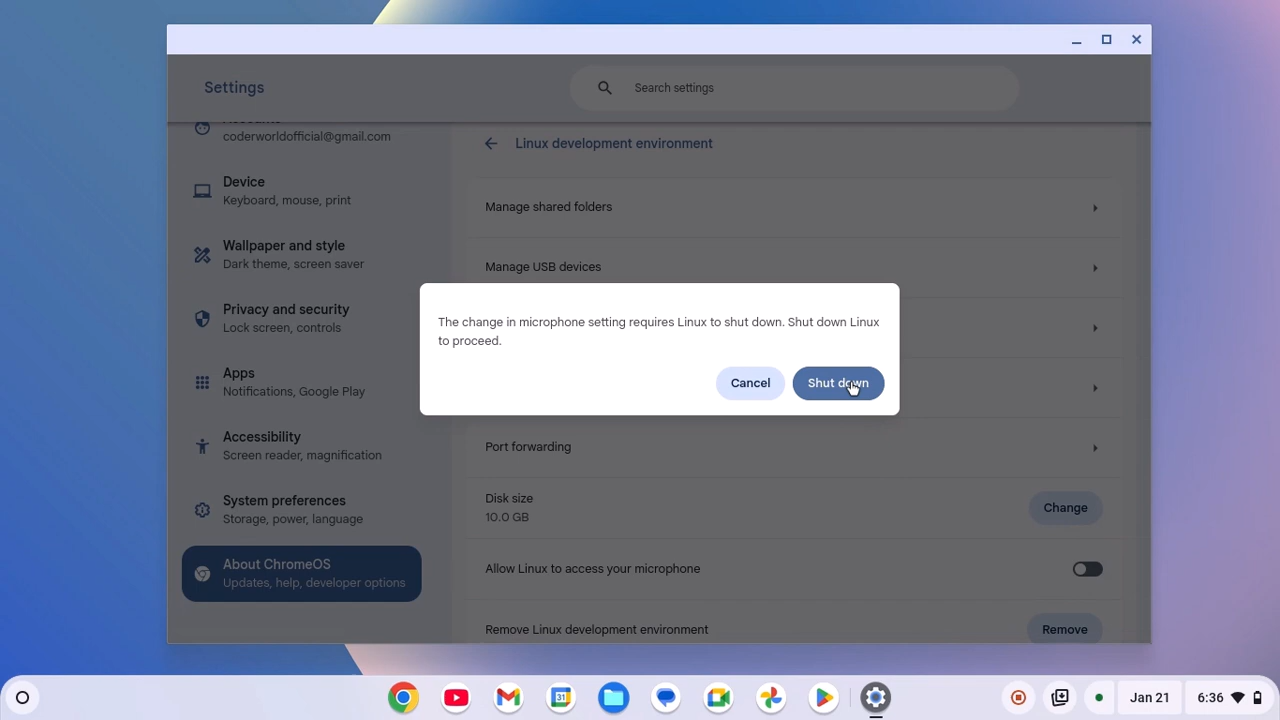 Settings
Search settings
Accounts
coderworldofficial@gmail.com
Device
Keyboard, mouse, print
Wallpaper and style
Dark theme, screen saver
Privacy and security
Lock screen, controls
Apps
Notifications, Google Play
Accessibility
Screen reader, magnification
System preferences
Storage, power, language
About ChromeOS
Updates, help, developer options
Linux development environment
Manage shared folders
Manage USB devices
The change in microphone setting requires Linux to shut down. Shut down Linux
to proceed.
Cancel
Shut down
Port forwarding
Disk size
10.0 GB
Change
Allow Linux to access your microphone
Remove Linux development environment
Remove
31
Jan 21
6:36